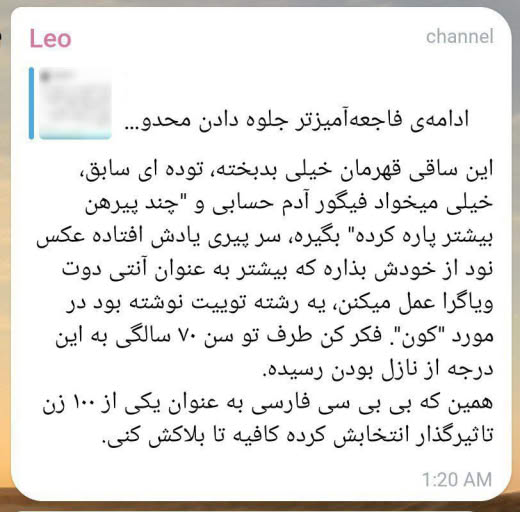 Leo
channel
ادامه‌ی فاجعه‌آمیزتر جلوه دادن محدو...
این ساقی قهرمان خیلی بدبخته، توده ای سابق،
خیلی میخواد فیگور آدم حسابی و "چند پیرهن
بیشتر پاره کرده" بگیره، سر پیری یادش افتاده عکس
نود از خودش بذاره که بیشتر به عنوان آنتی دوت
ویاگرا عمل میکنن، یه رشته توییت نوشته بود در
مورد "کون". فکر کن طرف تو سن ۷۰ سالگی به این
درجه از نازل بودن رسیده.
همین که بی بی سی فارسی به عنوان یکی از ۱۰۰ زن
تاثیرگذار انتخابش کرده کافیه تا بلاکش کنی.
1:20 AM